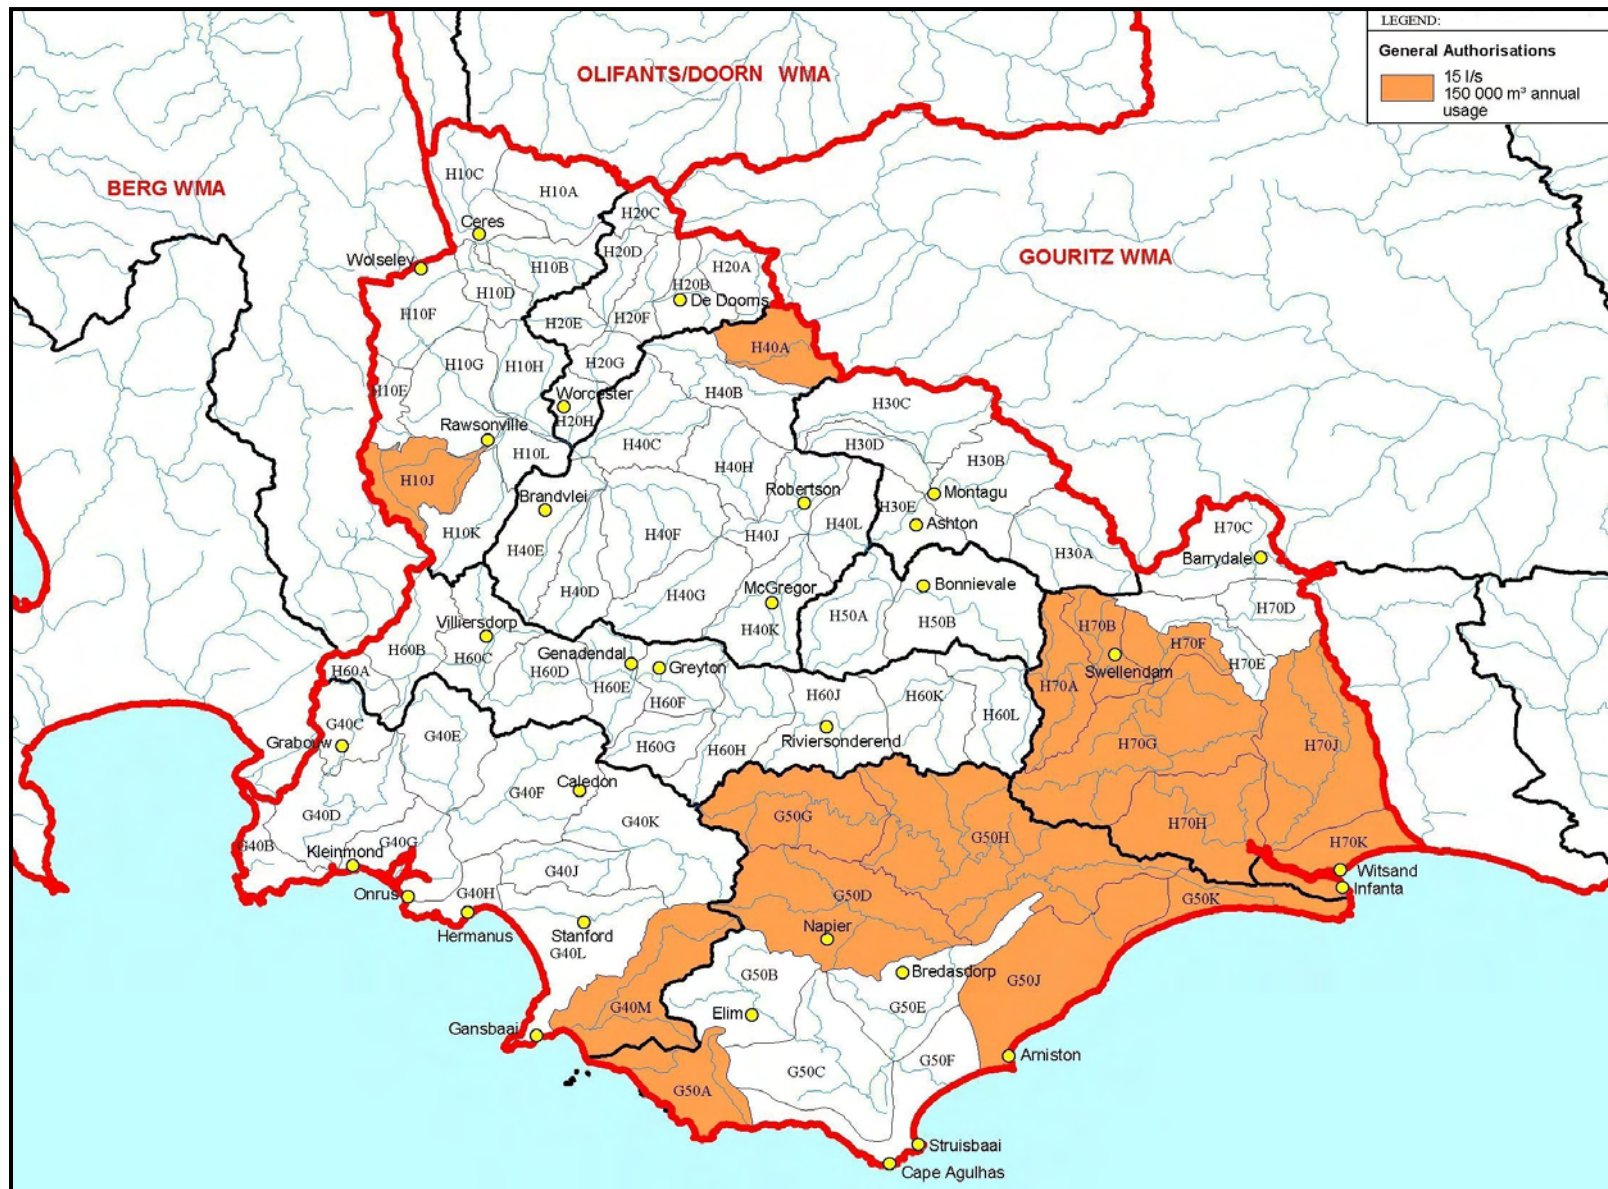 LEGEND:
General Authorisations
15 l/s
150 000 m³ annual
usage
OLIFANTS/DOORN WMA
BERG WMA
GOURITZ WMA
H10C
H10A
H20C
Ceres
Wolseley
H20D
H10B
H20A
H20B
H10D
De Doorns
H10F
H20E
H20F
H40A
H10G
H10H
H20G
H10E
Worcester
H40B
H30C
H20H
Rawsonville
H40C
H30D
H10L
H40H
H30B
H10J
Brandvlei
Robertson
Montagu
H30E
Ashton
H40L
H10K
H40F
H40J
H70C
H40E
H30A
Barrydale
McGregor
Bonnievale
H40D
H40G
H50A
H50B
H70D
Villiersdorp
H40K
H70B
H60B
H60C
Genadendal
H70F
H60A
H60D
Greyton
Swellendam
H70E
H60E
H70A
H60F
H60J
H60K
H60L
G40C
Grabouw
G40E
H60G
H60H
Riviersonderend
H70G
H70J
Caledon
G40F
G40D
G50G
G40K
H70H
G50H
G40B
Kleinmond
G40G
H70K
Witsand
G40J
Infanta
Onrus
G40H
G50D
G50K
Hermanus
Stanford
Napier
G40L
G50B
Bredasdorp
G50J
G40M
Elim
G50E
Gansbaai
Arniston
G50F
G50A
G50C
Struisbaai
Cape Agulhas